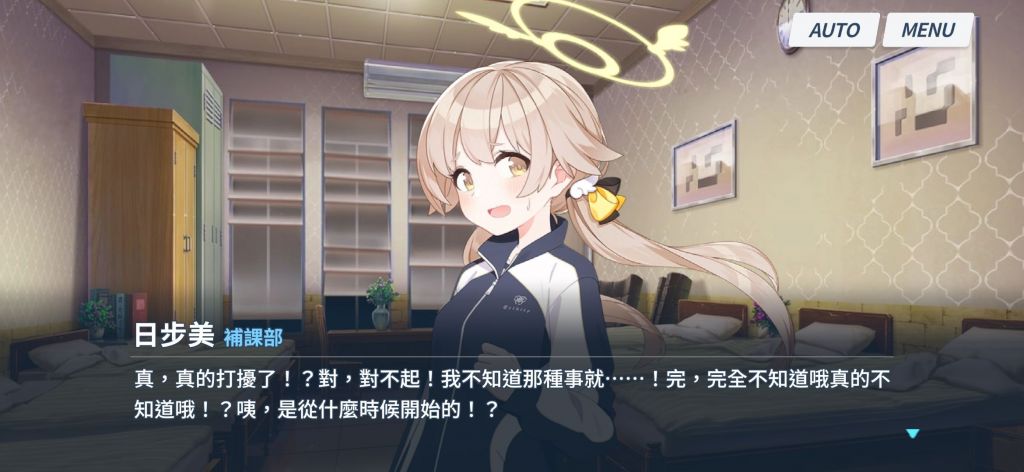 AUTO
MENU
日步美 補課部
真，真的打擾了！？對，對不起！我不知道那種事就……！完，完全不知道哦真的不
知道哦！？咦，是從什麼時候開始的！？